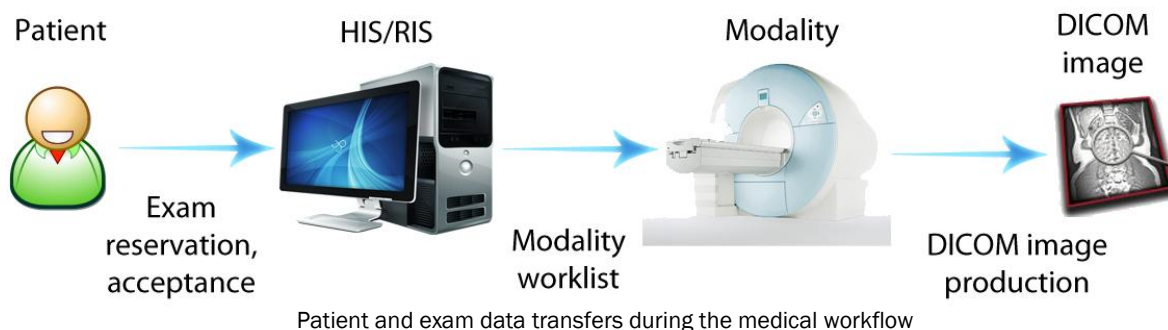 Patient
HIS/RIS
Modality
DICOM
image
Exam
reservation,
acceptance
Modality
worklist
DICOM image
production
Patient and exam data transfers during the medical workflow